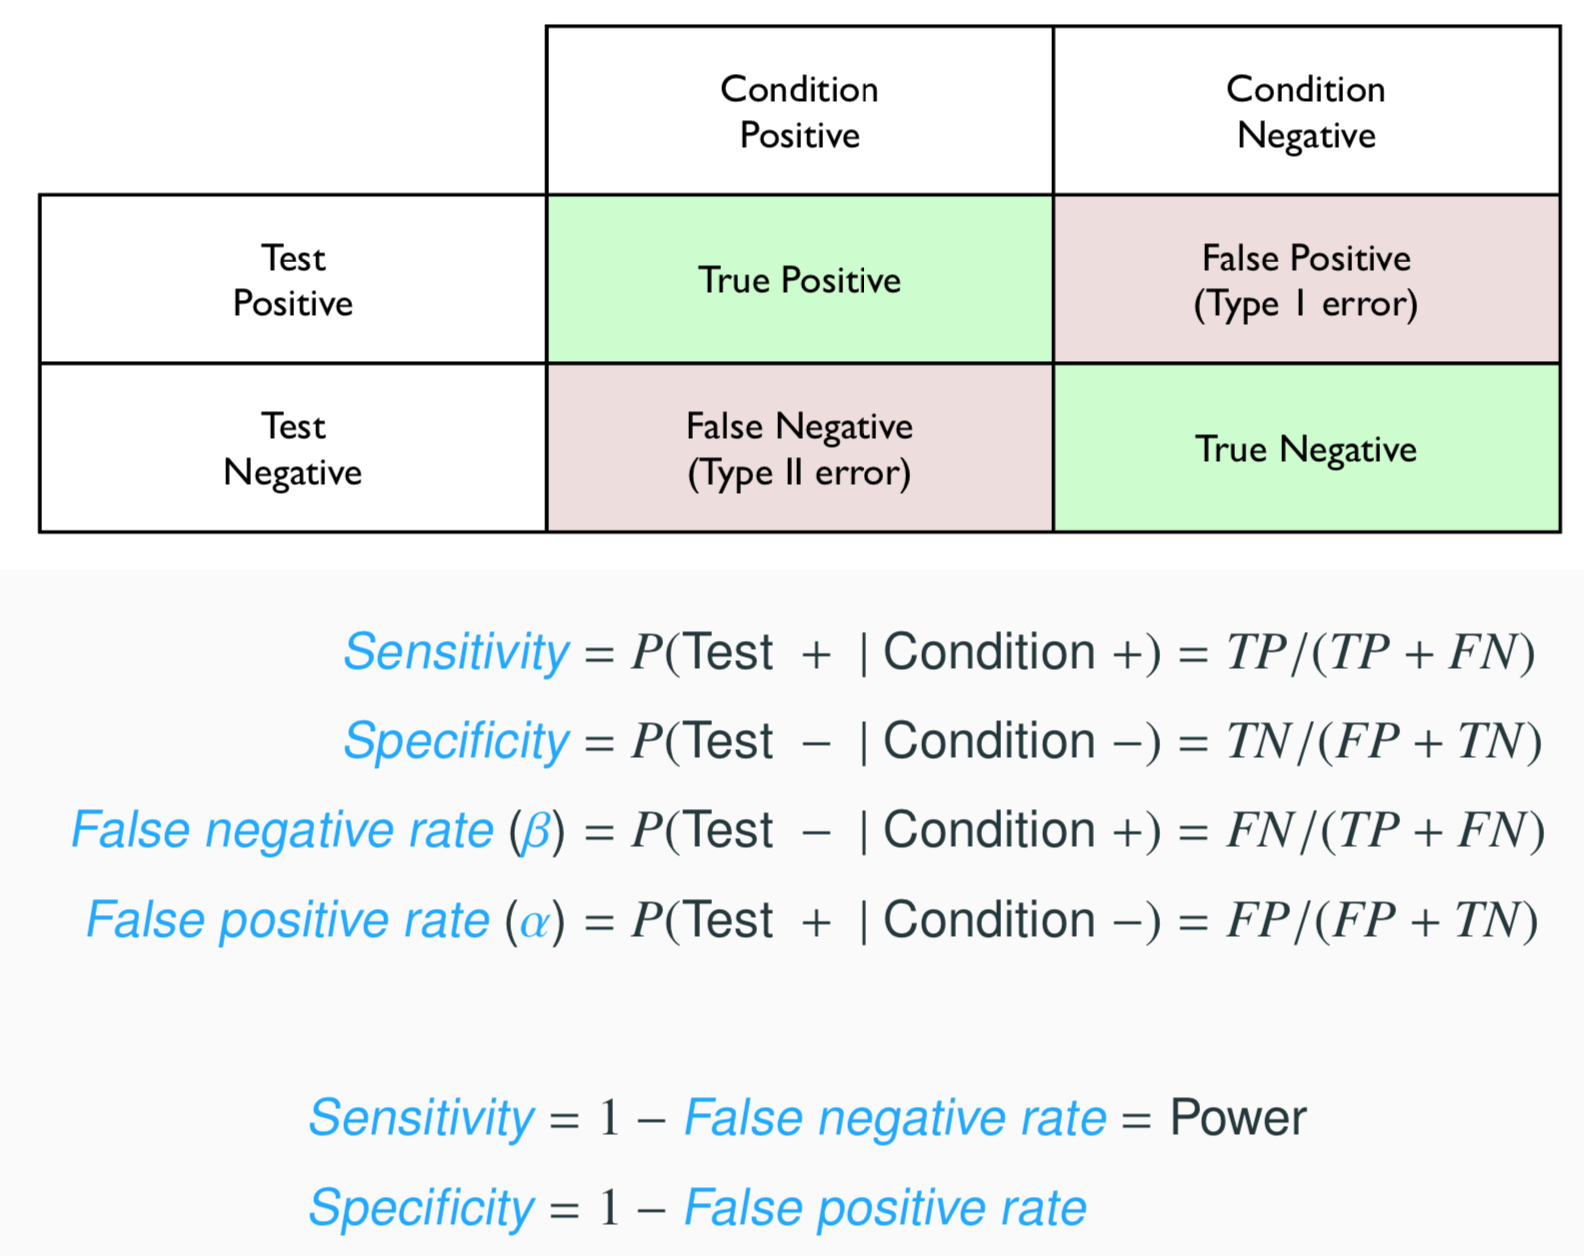 Condition
Positive
Condition
Negative
Test
Positive
True Positive
False Positive
(Type I error)
Test
Negative
False Negative
(Type II error)
True Negative
Sensitivity = P(Test + | Condition +) = TP/(TP + FN)
Specificity = P(Test − | Condition −) = TN/(FP + TN)
False negative rate (β) = P(Test − | Condition +) = FN/(TP + FN)
False positive rate (α) = P(Test + | Condition −) = FP/(FP + TN)
Sensitivity = 1 − False negative rate = Power
Specificity = 1 − False positive rate